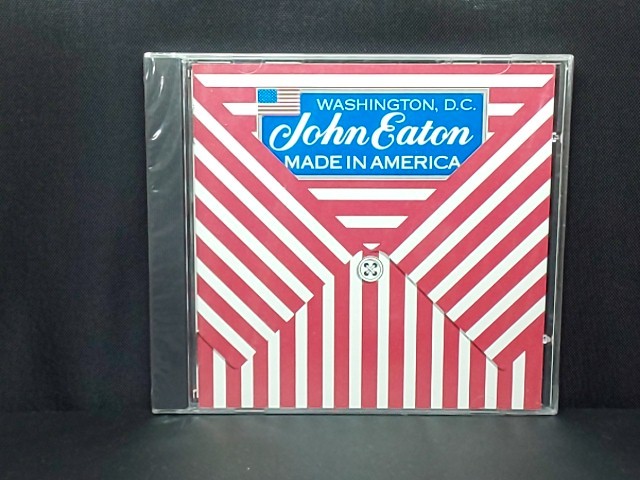 WASHINGTON, D.C.
John Eaton
MADE IN AMERICA